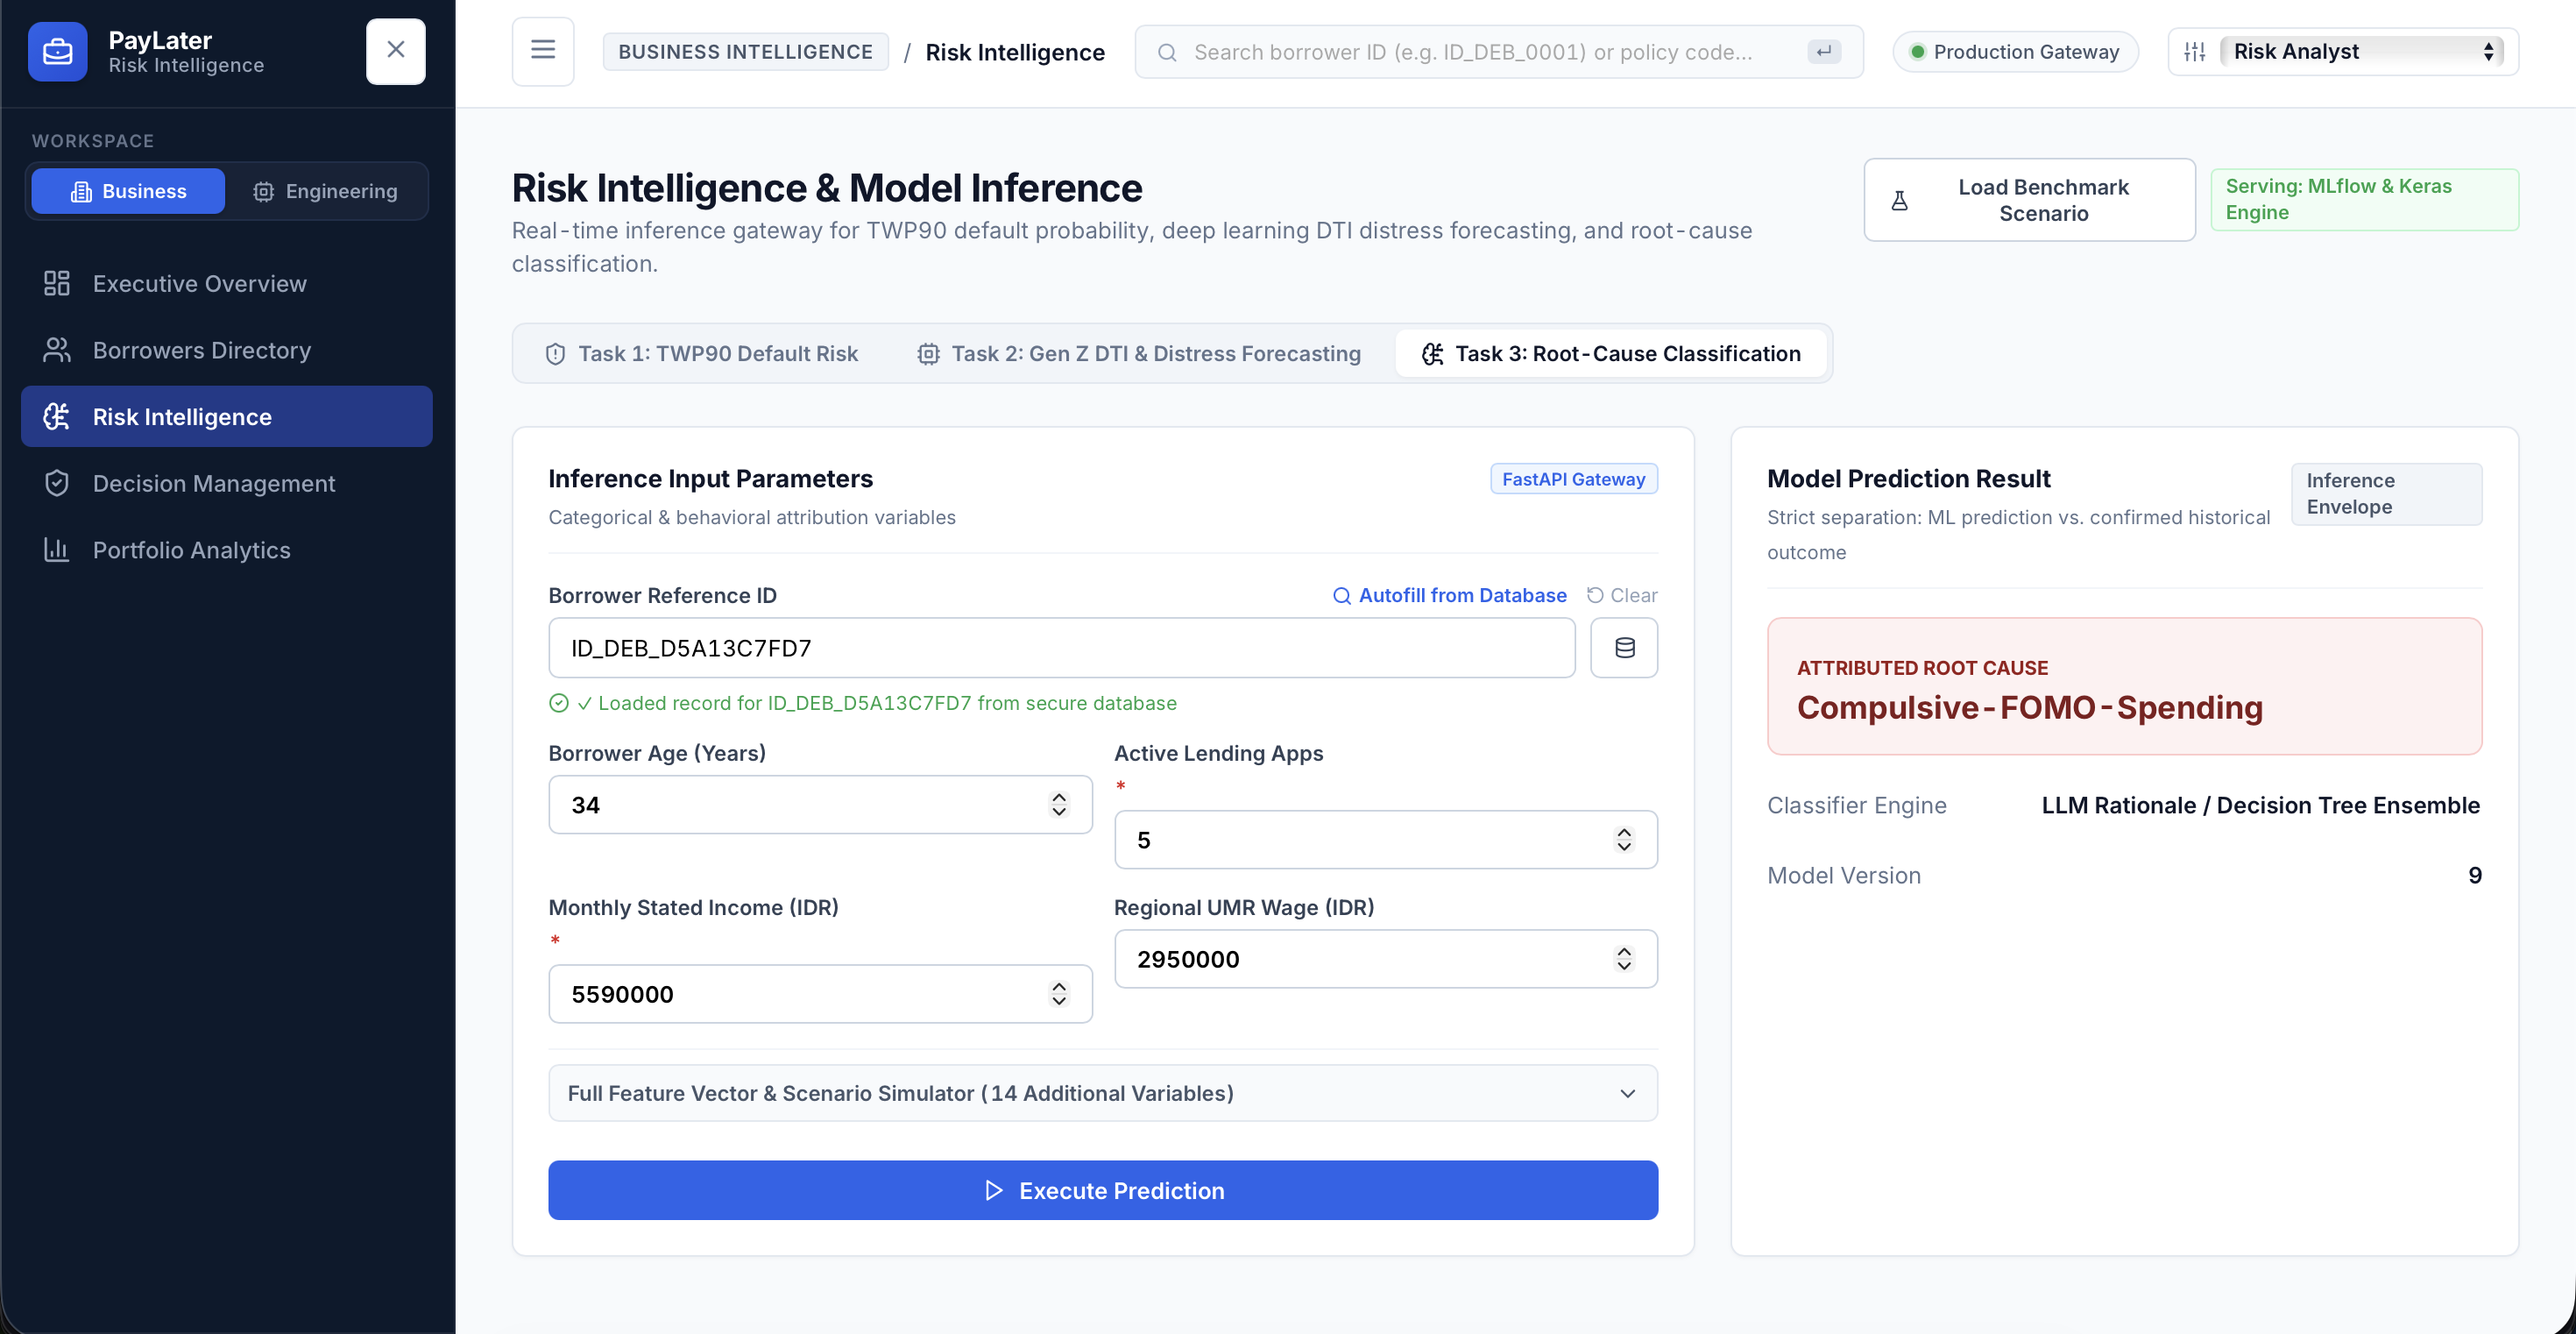 PayLater
Risk Intelligence
WORKSPACE
Business
Engineering
Executive Overview
Borrowers Directory
Risk Intelligence
Decision Management
Portfolio Analytics
BUSINESS INTELLIGENCE / Risk Intelligence
Search borrower ID (e.g. ID_DEB_0001) or policy code...
Production Gateway
Risk Analyst
Risk Intelligence & Model Inference
Real-time inference gateway for TWP90 default probability, deep learning DTI distress forecasting, and root-cause
classification.
Load Benchmark
Scenario
Serving: MLflow & Keras
Engine
Task 1: TWP90 Default Risk
Task 2: Gen Z DTI & Distress Forecasting
Task 3: Root-Cause Classification
Inference Input Parameters
FastAPI Gateway
Categorical & behavioral attribution variables
Borrower Reference ID
Autofill from Database
Clear
ID_DEB_D5A13C7FD7
✓ Loaded record for ID_DEB_D5A13C7FD7 from secure database
Borrower Age (Years)
34
Active Lending Apps
*
5
Monthly Stated Income (IDR)
*
5590000
Regional UMR Wage (IDR)
2950000
Full Feature Vector & Scenario Simulator (14 Additional Variables)
Execute Prediction
Model Prediction Result
Inference
Envelope
Strict separation: ML prediction vs. confirmed historical
outcome
ATTRIBUTED ROOT CAUSE
Compulsive-FOMO-Spending
Classifier Engine
LLM Rationale / Decision Tree Ensemble
Model Version
9